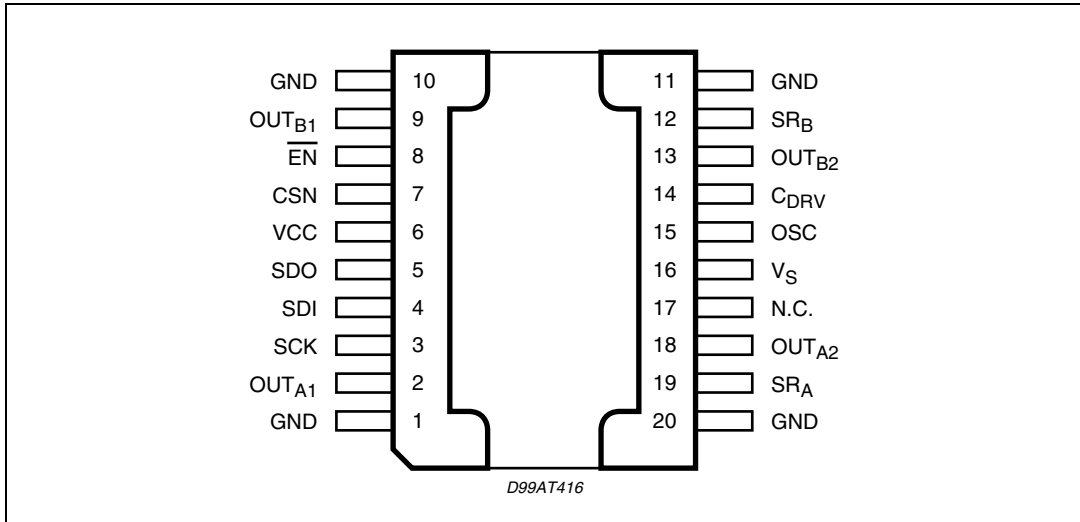 GND 10 11 GND
OUTB1 9 12 SRB
EN 8 13 OUTB2
CSN 7 14 CDRV
VCC 6 15 OSC
SDO 5 16 VS
SDI 4 17 N.C.
SCK 3 18 OUTA2
OUTA1 2 19 SRA
GND 1 20 GND
D99AT416